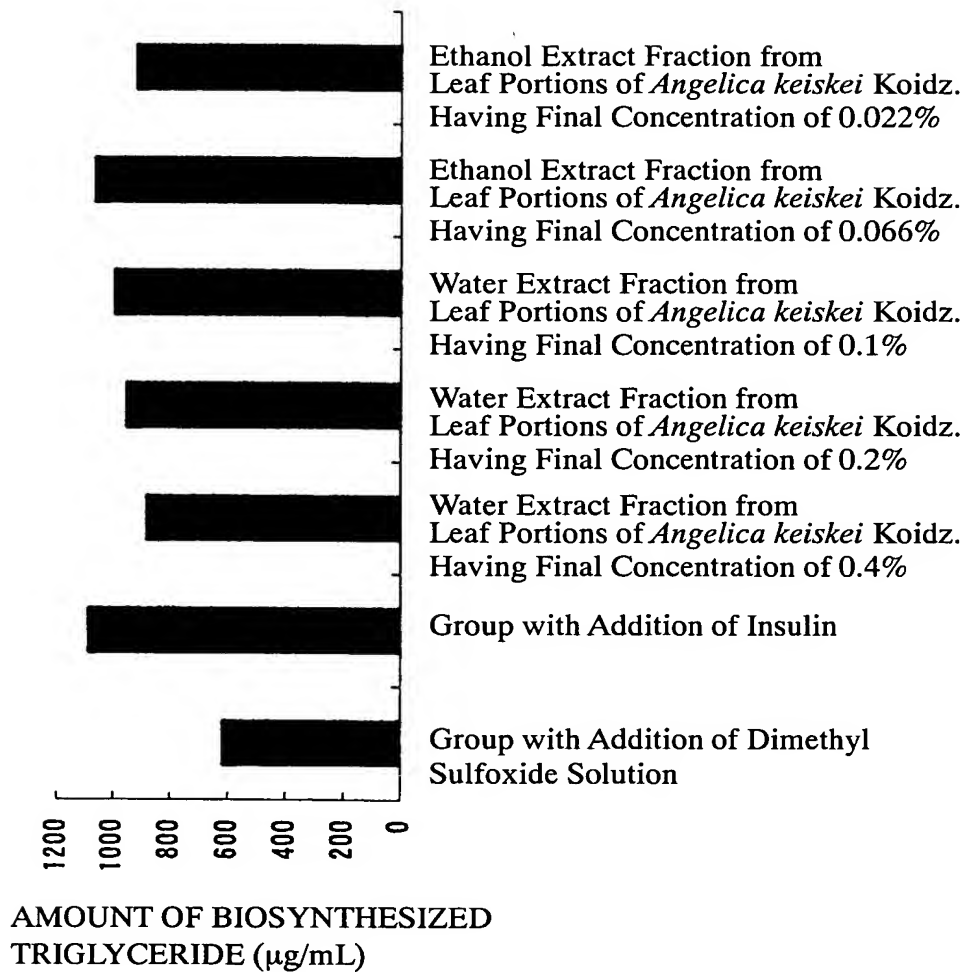 Ethanol Extract Fraction from
Leaf Portions of Angelica keiskei Koidz.
Having Final Concentration of 0.022%
Ethanol Extract Fraction from
Leaf Portions of Angelica keiskei Koidz.
Having Final Concentration of 0.066%
Water Extract Fraction from
Leaf Portions of Angelica keiskei Koidz.
Having Final Concentration of 0.1%
Water Extract Fraction from
Leaf Portions of Angelica keiskei Koidz.
Having Final Concentration of 0.2%
Water Extract Fraction from
Leaf Portions of Angelica keiskei Koidz.
Having Final Concentration of 0.4%
Group with Addition of Insulin
Group with Addition of Dimethyl
Sulfoxide Solution
1200
1000
800
600
400
200
0
AMOUNT OF BIOSYNTHESIZED
TRIGLYCERIDE (μg/mL)